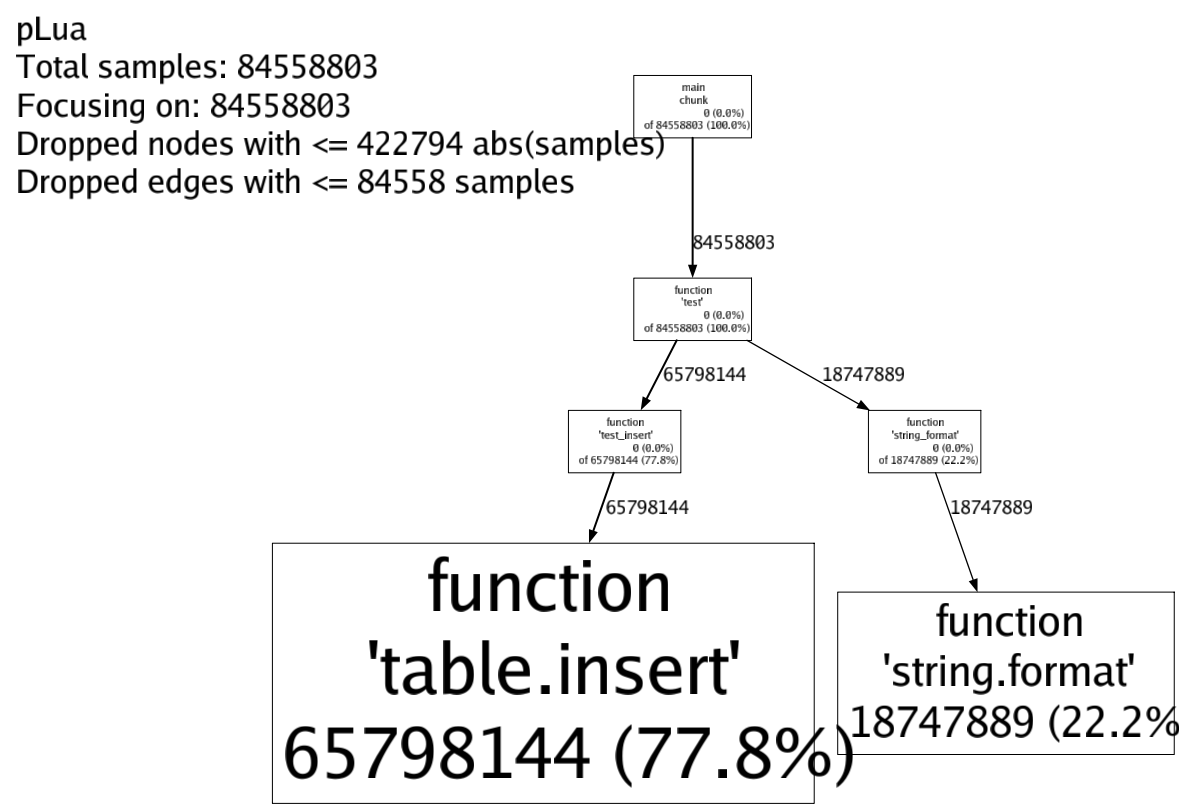 pLua
Total samples: 84558803
Focusing on: 84558803
Dropped nodes with <= 422794 abs(samples)
Dropped edges with <= 84558 samples
main
chunk
0 (0.0%)
of 84558803 (100.0%)
84558803
function
'test'
0 (0.0%)
of 84558803 (100.0%)
65798144
18747889
function
'test_insert'
0 (0.0%)
of 65798144 (77.8%)
function
'string_format'
0 (0.0%)
of 18747889 (22.2%)
65798144
18747889
function
'table.insert'
65798144 (77.8%)
function
'string.format'
18747889 (22.2%